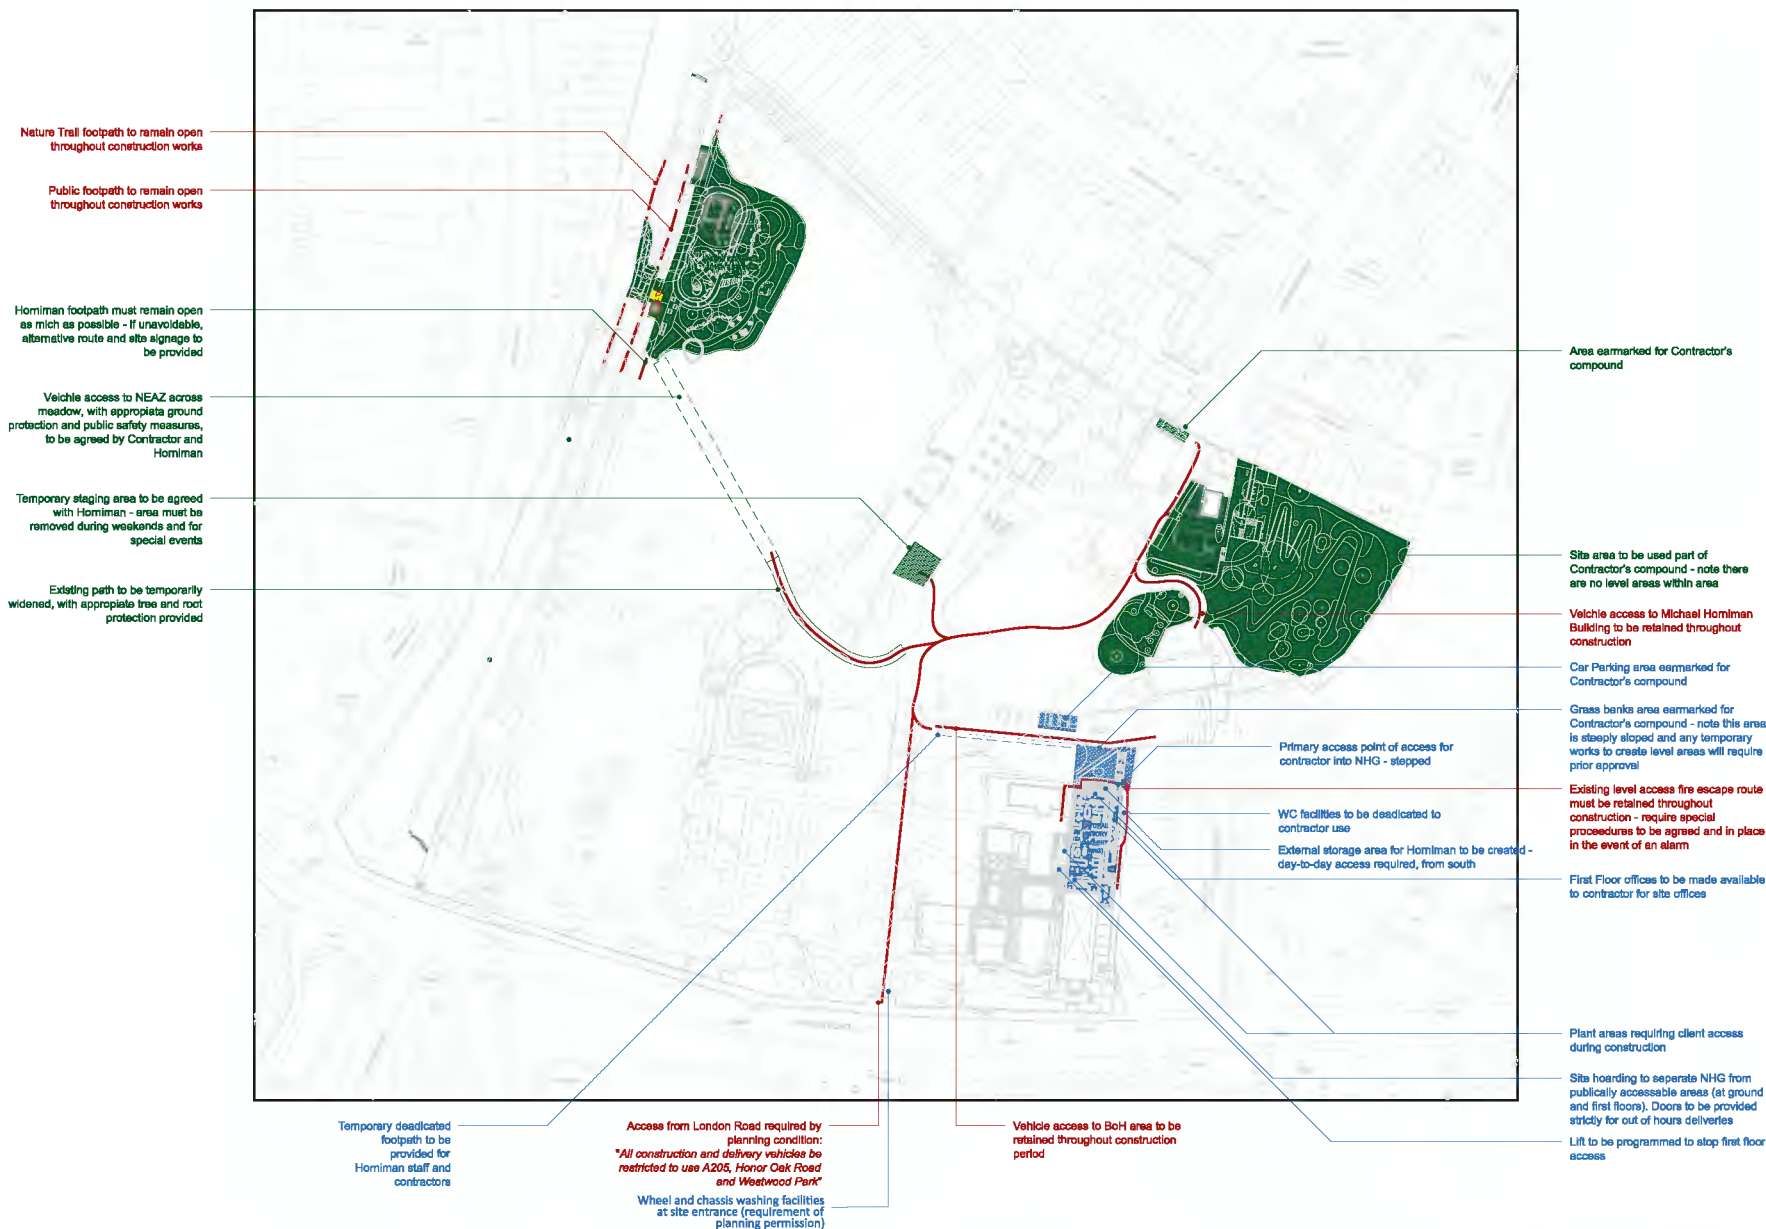 Nature Trail footpath to remain open
throughout construction works
Public footpath to remain open
throughout construction works
Horniman footpath must remain open
as mich as possible - if unavoidable,
alternative route and site signage to
be provided
Veichle access to NEAZ across
meadow, with appropiata ground
protection and public safety measures,
to be agreed by Contractor and
Horniman
Temporary staging area to be agreed
with Horniman - area must be
removed during weekends and for
special events
Existing path to be temporarily
widened, with appropiate tree and root
protection provided
Area earmarked for Contractor's
compound
Site area to be used part of
Contractor's compound - note there
are no level areas within area
Veichle access to Michael Horniman
Building to be retained throughout
construction
Car Parking area earmarked for
Contractor's compound
Grass banks area earmarked for
Contractor's compound - note this area
is steeply sloped and any temporary
works to create level areas will require
prior approval
Primary access point of access for
contractor into NHG - stepped
Existing level access fire escape route
must be retained throughout
construction - require special
proceedures to be agreed and in place
in the event of an alarm
WC facilities to be deadicated to
contractor use
External storage area for Horniman to be created -
day-to-day access required, from south
First Floor offices to be made available
to contractor for site offices
Plant areas requiring client access
during construction
Site hoarding to seperate NHG from
publically accessable areas (at ground
and first floors). Doors to be provided
strictly for out of hours deliveries
Lift to be programmed to stop first floor
access
Temporary deadicated
footpath to be
provided for
Horniman staff and
contractors
Access from London Road required by
planning condition:
"All construction and delivery vehicles be
restricted to use A205, Honor Oak Road
and Westwood Park"
Wheel and chassis washing facilities
at site entrance (requirement of
planning permission)
Vehicle access to BoH area to be
retained throughout construction
period